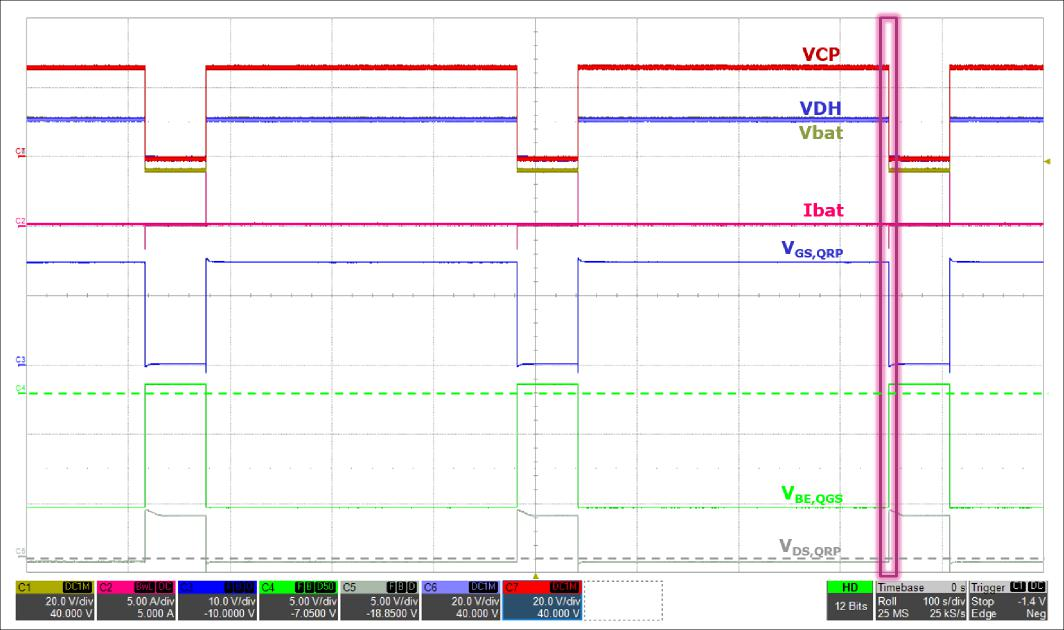 VCP
VDH
Vbat
C2
Ibat
VGS,QRP
C3
C4
VBE,QGS
VDS,QRP
C1 DC1M
20.0 V/div
40.000 V
C2 BwL DC
5.00 A/div
5.000 A
C3
10.0 V/div
-10.0000 V
C4 F B D50
5.00 V/div
-7.0500 V
C5 F B D
5.00 V/div
-18.8500 V
C6 DC1M
20.0 V/div
40.000 V
C7 DC1M
20.0 V/div
40.000 V
HD
12 Bits
Timebase 0 s
Roll 100 s/div
25 MS 25 kS/s
Trigger C1 DC
Stop -1.4 V
Edge Neg